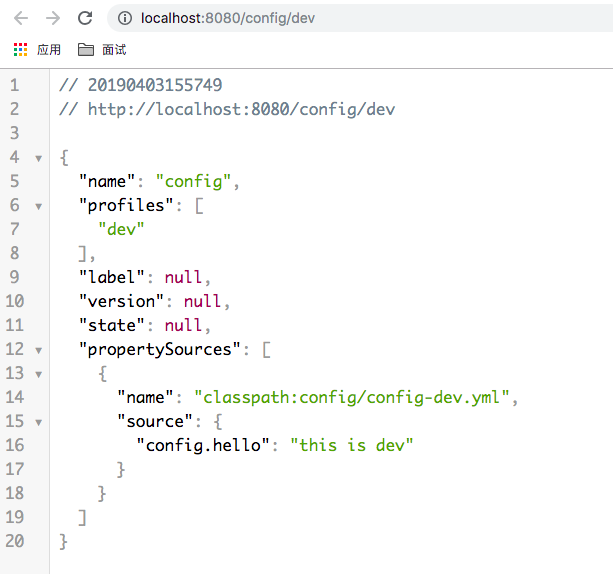 localhost:8080/config/dev
应用 面试
1 // 20190403155749
2 // http://localhost:8080/config/dev
3
4 {
5 "name": "config",
6 "profiles": [
7 "dev"
8 ],
9 "label": null,
10 "version": null,
11 "state": null,
12 "propertySources": [
13 {
14 "name": "classpath:config/config-dev.yml",
15 "source": {
16 "config.hello": "this is dev"
17 }
18 }
19 ]
20 }